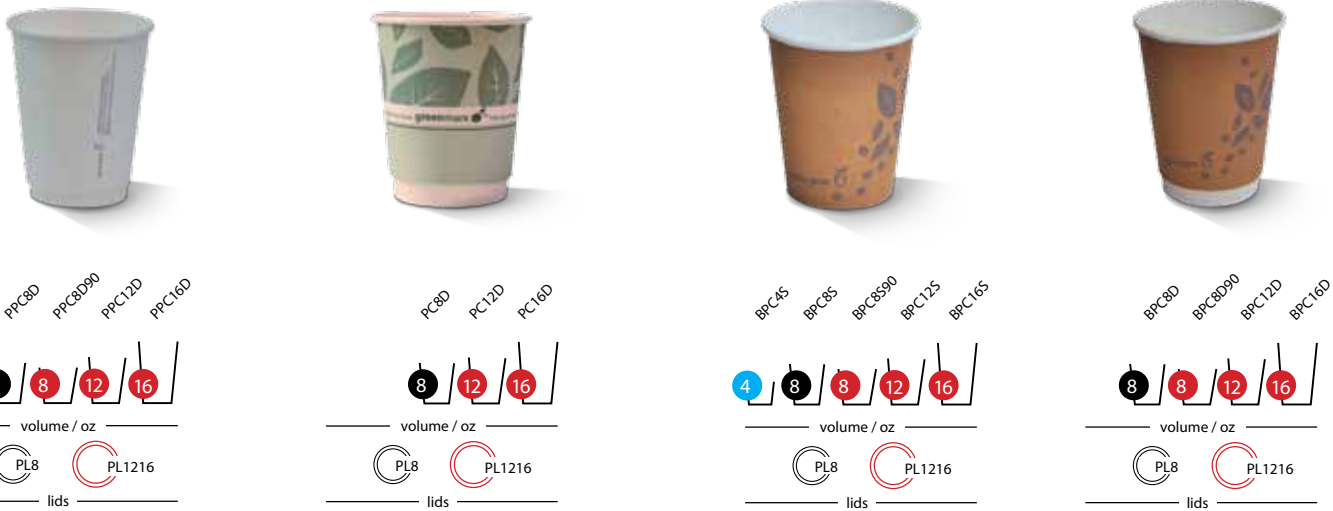 greenmark
PPC8D PPC8D90 PPC12D PPC16D
8 12 16
volume / oz
PL8 PL1216
lids
PC8D PC12D PC16D
8 12 16
volume / oz
PL8 PL1216
lids
BPC4S BPC8S BPC8S90 BPC12S BPC16S
4 8 8 12 16
volume / oz
PL8 PL1216
lids
BPC8D BPC8D90 BPC12D BPC16D
8 8 12 16
volume / oz
PL8 PL1216
lids